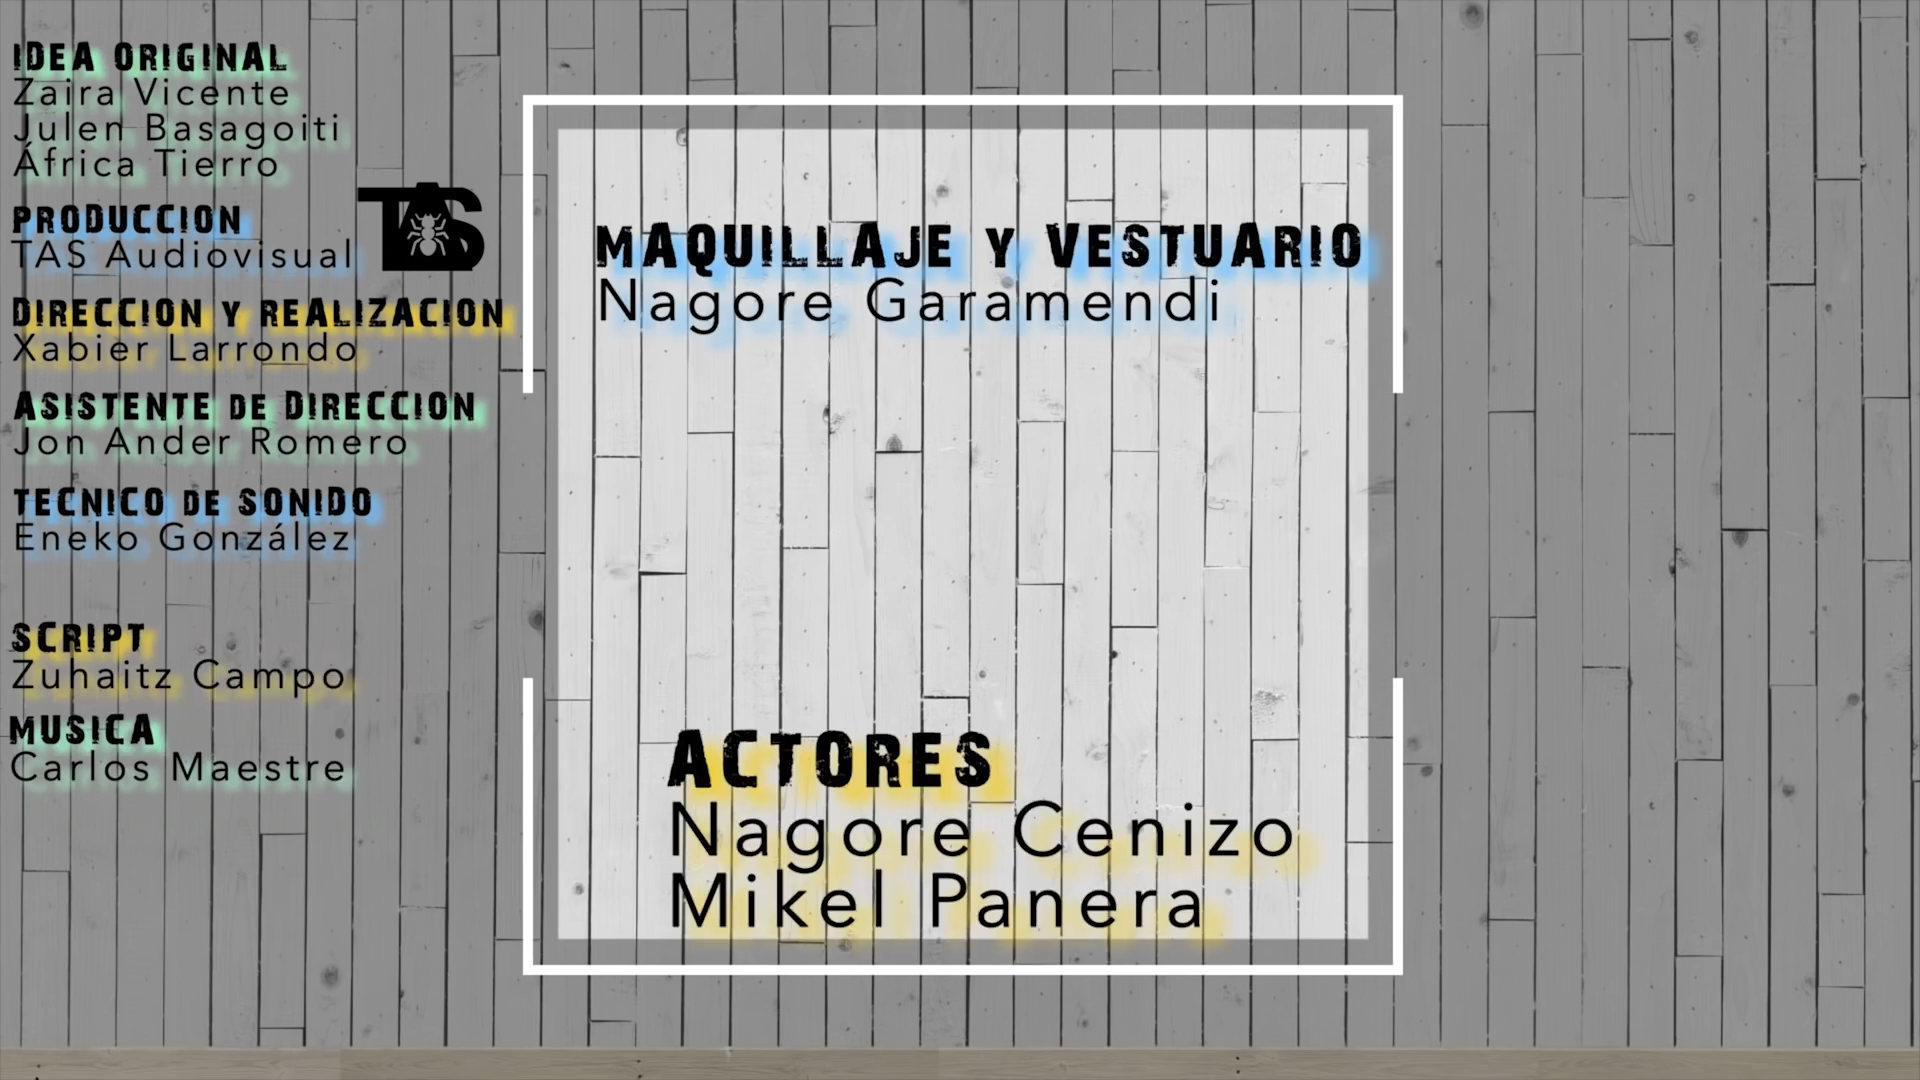 IDEA ORIGINAL
Zaira Vicente
Julen Basagoiti
África Tierro
PRODUCCION
TAS Audiovisual
TAS
DIRECCION Y REALIZACION
Xabier Larrondo
ASISTENTE DE DIRECCION
Jon Ander Romero
TECNICO DE SONIDO
Eneko González
SCRIPT
Zuhaitz Campo
MUSICA
Carlos Maestre
MAQUILLAJE Y VESTUARIO
Nagore Garamendi
ACTORES
Nagore Cenizo
Mikel Panera